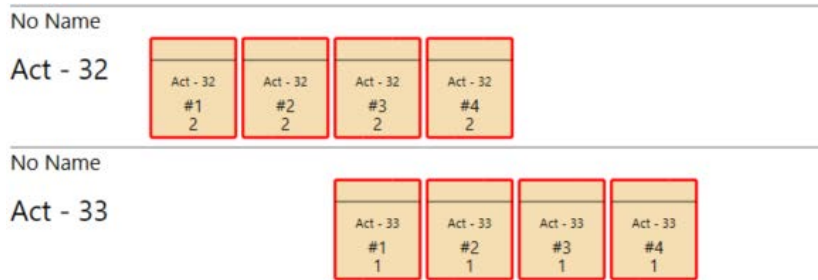 No Name
Act - 32
Act - 32 Act - 32 Act - 32 Act - 32
#1 #2 #3 #4
2 2 2 2
No Name
Act - 33
Act - 33 Act - 33 Act - 33 Act - 33
#1 #2 #3 #4
1 1 1 1